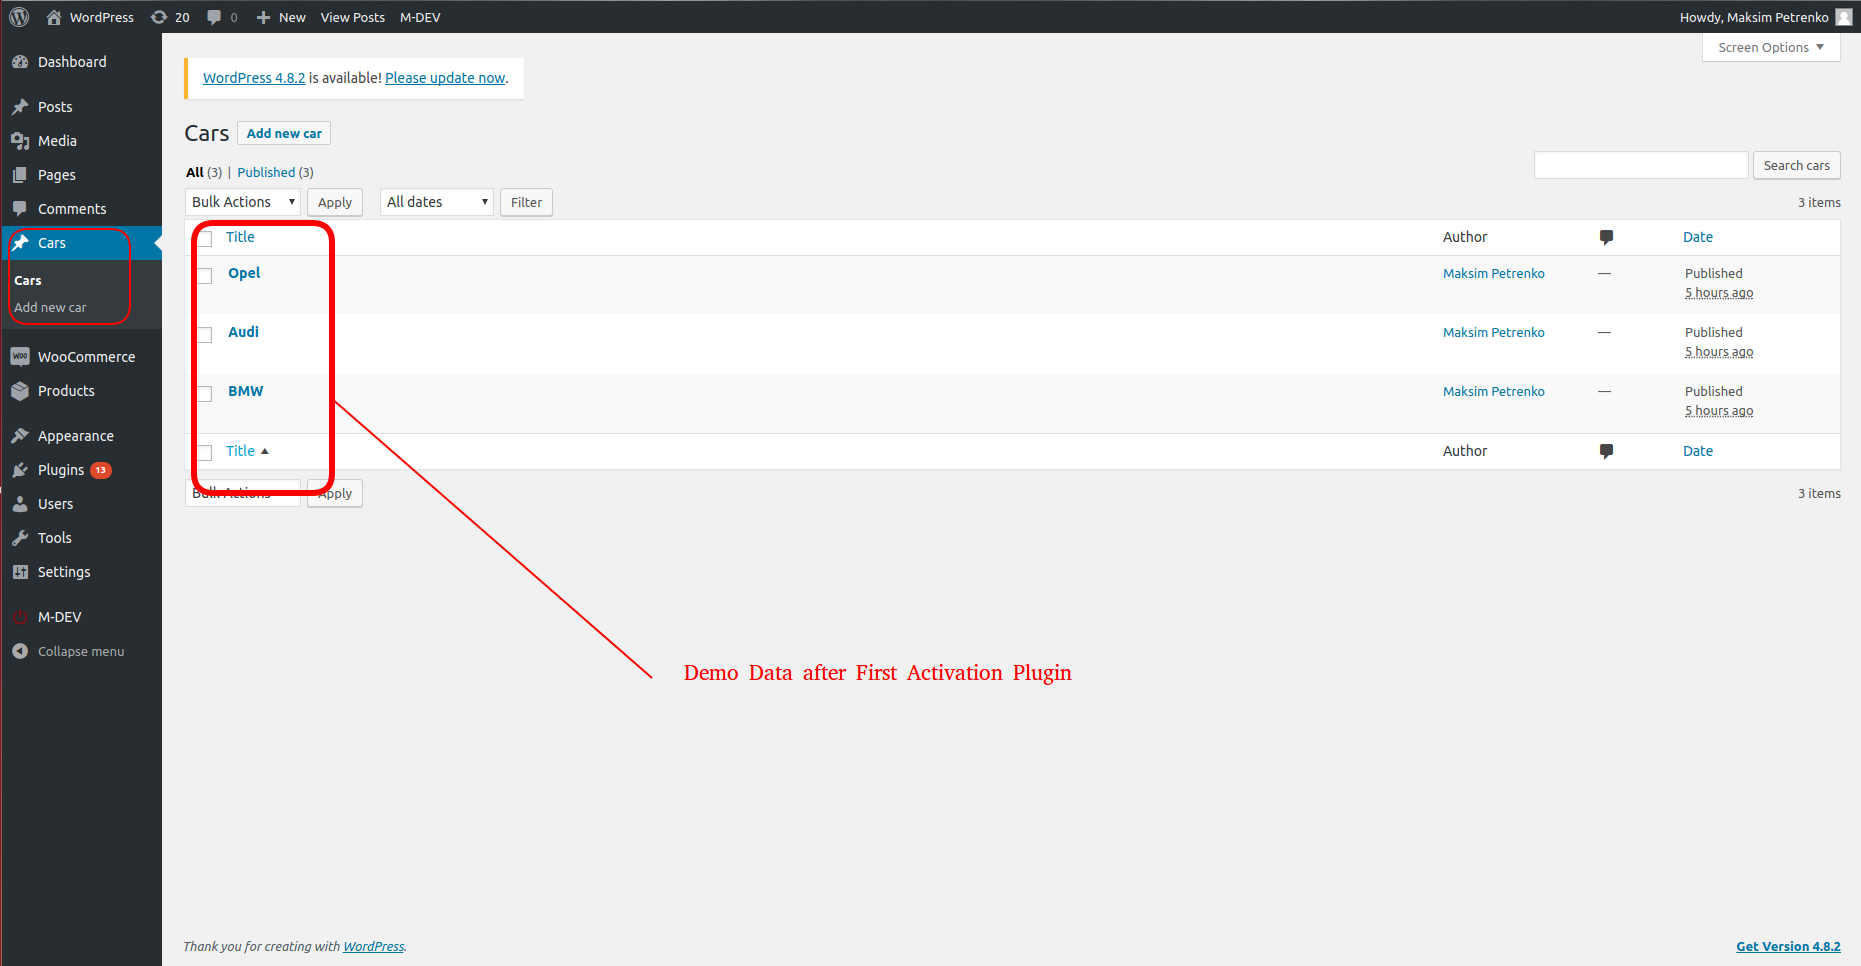 WordPress 20 0 New View Posts M-DEV Howdy, Maksim Petrenko
Screen Options
Dashboard
Posts
Media
Pages
Comments
Cars
Cars
Add new car
WOO WooCommerce
Products
Appearance
Plugins 13
Users
Tools
Settings
M-DEV
Collapse menu
WordPress 4.8.2 is available! Please update now.
Cars Add new car
All (3) | Published (3)
Search cars
Bulk Actions Apply All dates Filter 3 items
Title Author Date
Opel Maksim Petrenko — Published
5 hours ago
Audi Maksim Petrenko — Published
5 hours ago
BMW Maksim Petrenko — Published
5 hours ago
Title Author Date
Bulk Actions Apply 3 items
Demo Data after First Activation Plugin
Thank you for creating with WordPress. Get Version 4.8.2